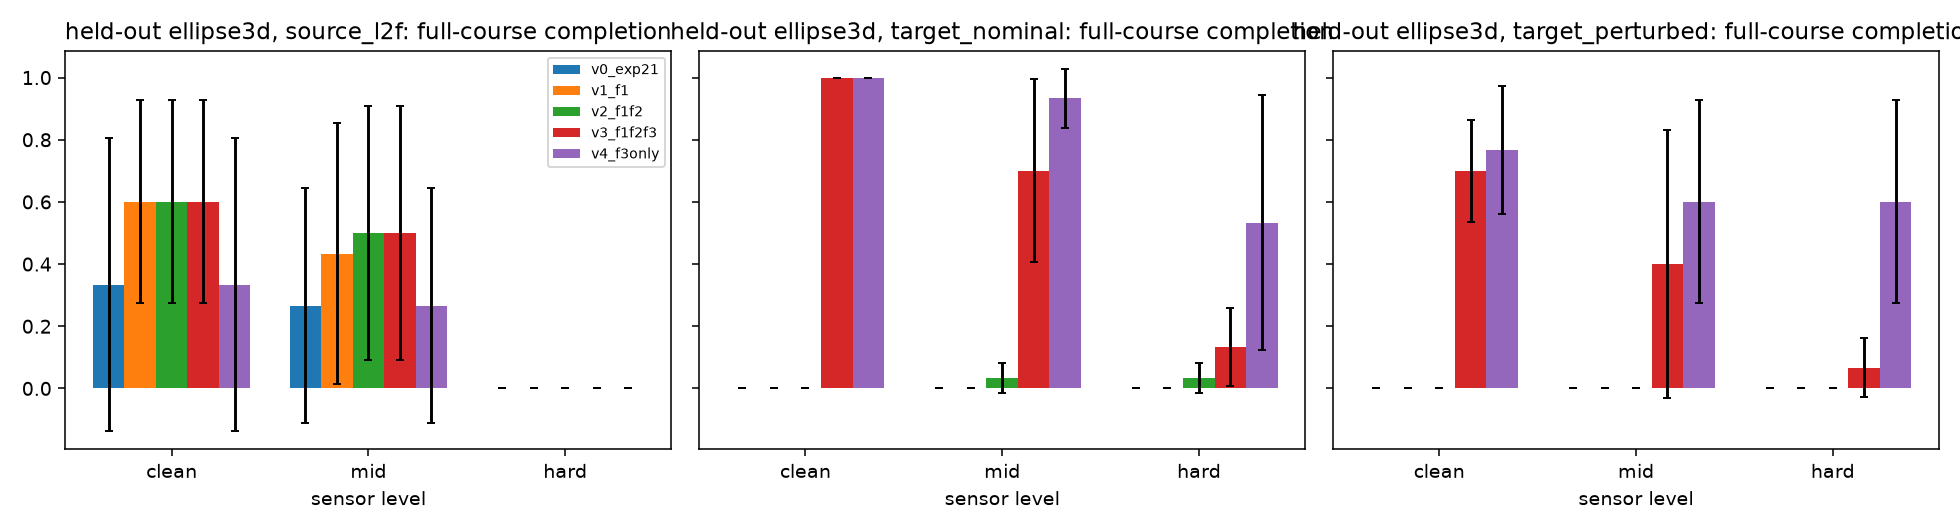 held-out ellipse3d, source_l2f: full-course completion
held-out ellipse3d, target_nominal: full-course completion
held-out ellipse3d, target_perturbed: full-course completio
v0_exp21
v1_f1
v2_f1f2
v3_f1f2f3
v4_f3only
1.0
0.8
0.6
0.4
0.2
0.0
clean mid hard
sensor level
clean mid hard
sensor level
clean mid hard
sensor level